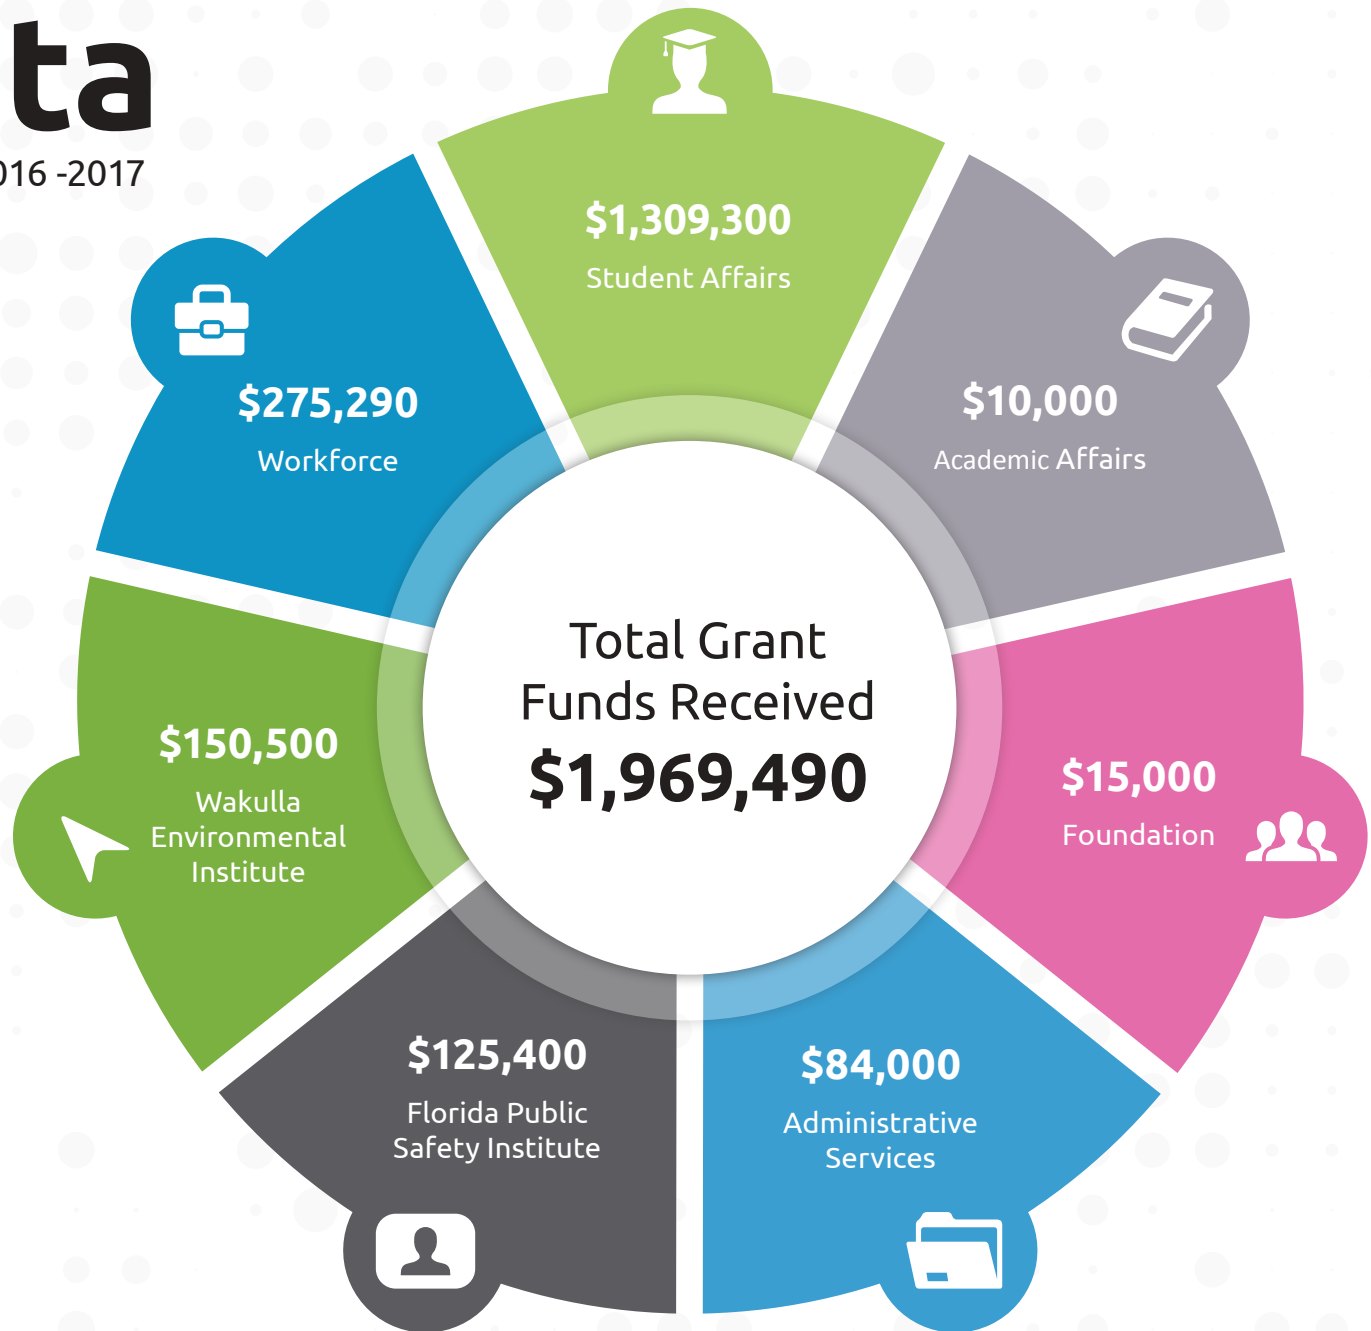 ta
016 -2017
$1,309,300
Student Affairs
$10,000
Academic Affairs
$15,000
Foundation
$84,000
Administrative
Services
$125,400
Florida Public
Safety Institute
$150,500
Wakulla
Environmental
Institute
$275,290
Workforce
Total Grant
Funds Received
$1,969,490